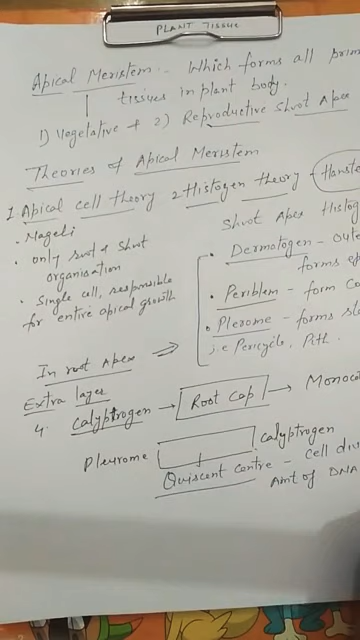 PLANT TISSUE
Apical Meristem - Which forms all prim
tissues in plant body.
1) Vegetative & 2) Reproductive Shoot Apex
Theories of Apical Meristem
1. Apical cell theory 2. Histogen theory - Hanste
• Nageli
• only root & shoot organisation
• Single cell, responsible for entire apical growth
Shoot Apex Histog
• Dermatogen - oute
forms ep
• Periblem - form Co
• Plerome - forms ste
i.e Pericycle, Pith.
In root Apex ⇒
Extra layer
4. Calyptrogen → Root Cap → Monoco
Plerome calyptrogen
Quiscent centre - cell div
Amt of DNA